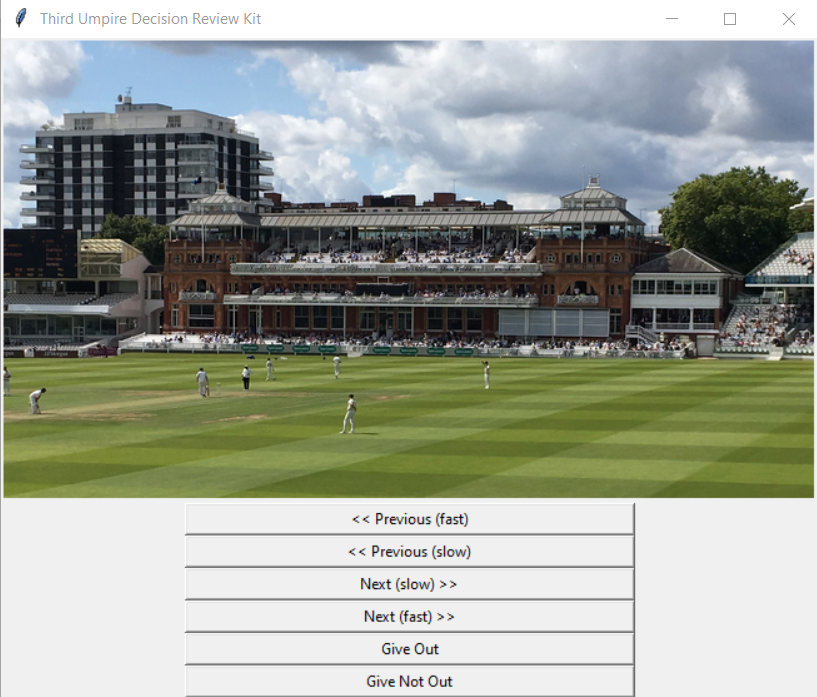 Third Umpire Decision Review Kit
<< Previous (fast)
<< Previous (slow)
Next (slow) >>
Next (fast) >>
Give Out
Give Not Out